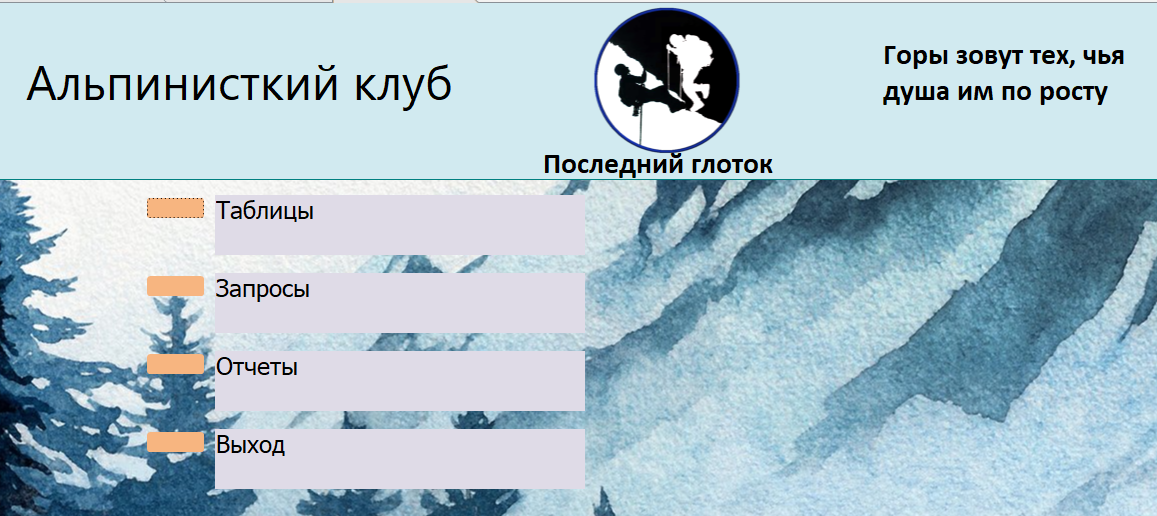 Альпинисткий клуб
Горы зовут тех, чья
душа им по росту
Последний глоток
Таблицы
Запросы
Отчеты
Выход